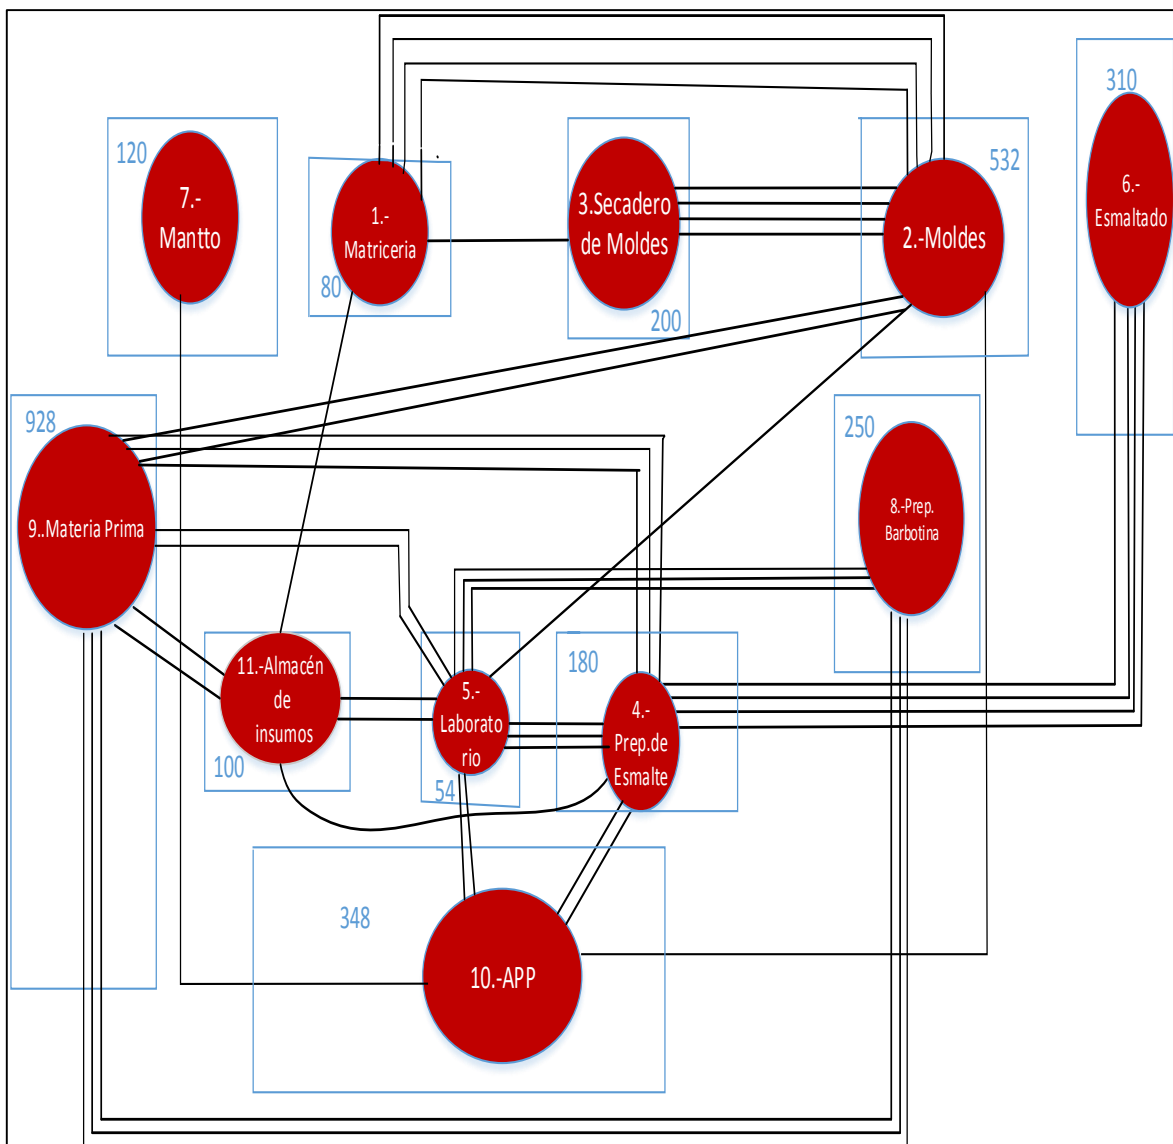 310
120
7.-
Mantto
1.-
Matriceria
80
3.Secadero
de Moldes
200
532
2.-Moldes
6.-
Esmaltado
928
9..Materia Prima
250
8.-Prep.
Barbotina
11.-Almacén
de
insumos
100
5.-
Laborato
rio
54
180
4.-
Prep.de
Esmalte
348
10.-APP